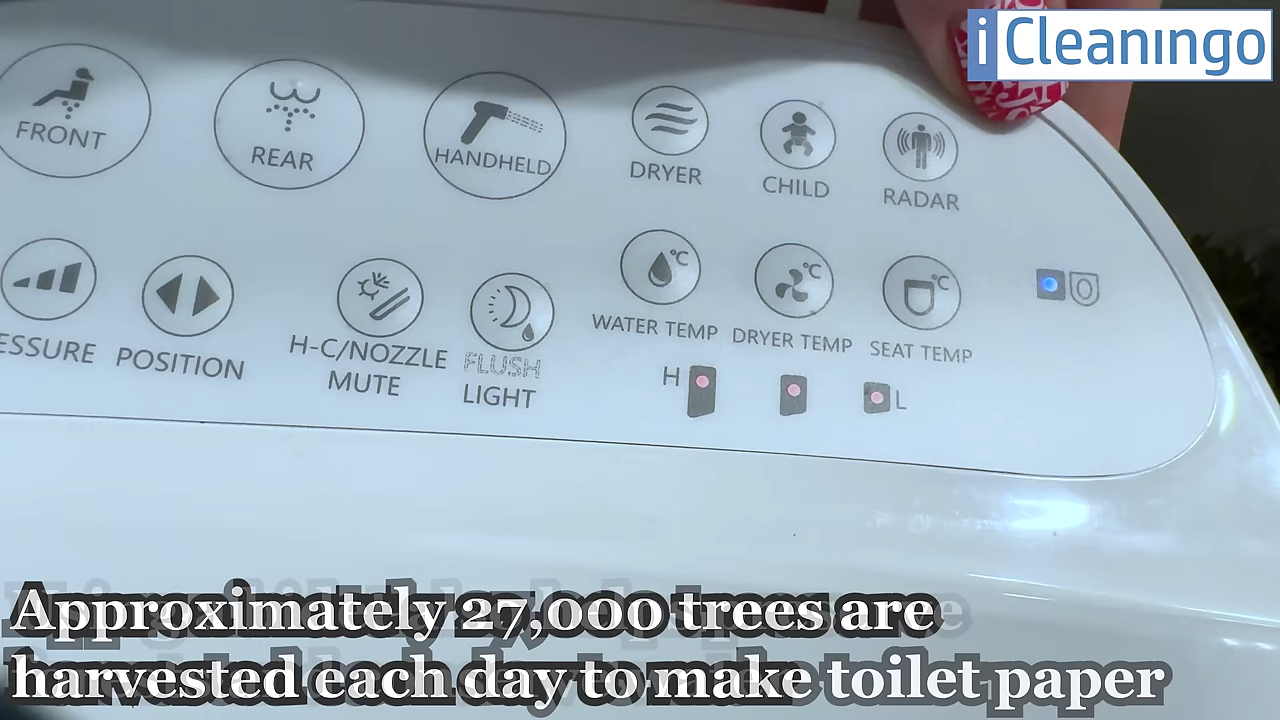 iCleaningo
FRONT
REAR
HANDHELD
DRYER
CHILD
RADAR
°C
°C
°C
ESSURE
POSITION
H-C/NOZZLE
MUTE
FLUSH
LIGHT
WATER TEMP
DRYER TEMP
SEAT TEMP
H
L
Approximately 27,000 trees are
harvested each day to make toilet paper